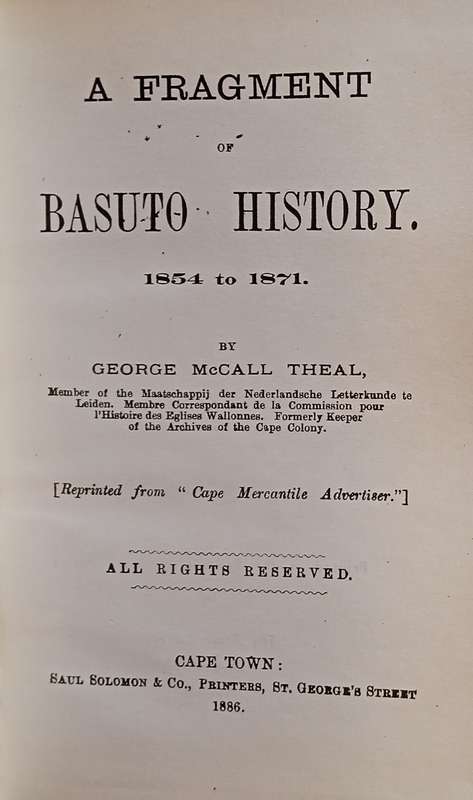 A FRAGMENT
OF
BASUTO HISTORY.
1854 to 1871.
BY
GEORGE McCALL THEAL,
Member of the Maatschappij der Nederlandsche Letterkunde te
Leiden. Membre Correspondant de la Commission pour
l'Histoire des Eglises Wallonnes. Formerly Keeper
of the Archives of the Cape Colony.
[Reprinted from " Cape Mercantile Advertiser."]
ALL RIGHTS RESERVED.
CAPE TOWN:
SAUL SOLOMON & CO., PRINTERS, ST. GEORGE'S STREET
1886.